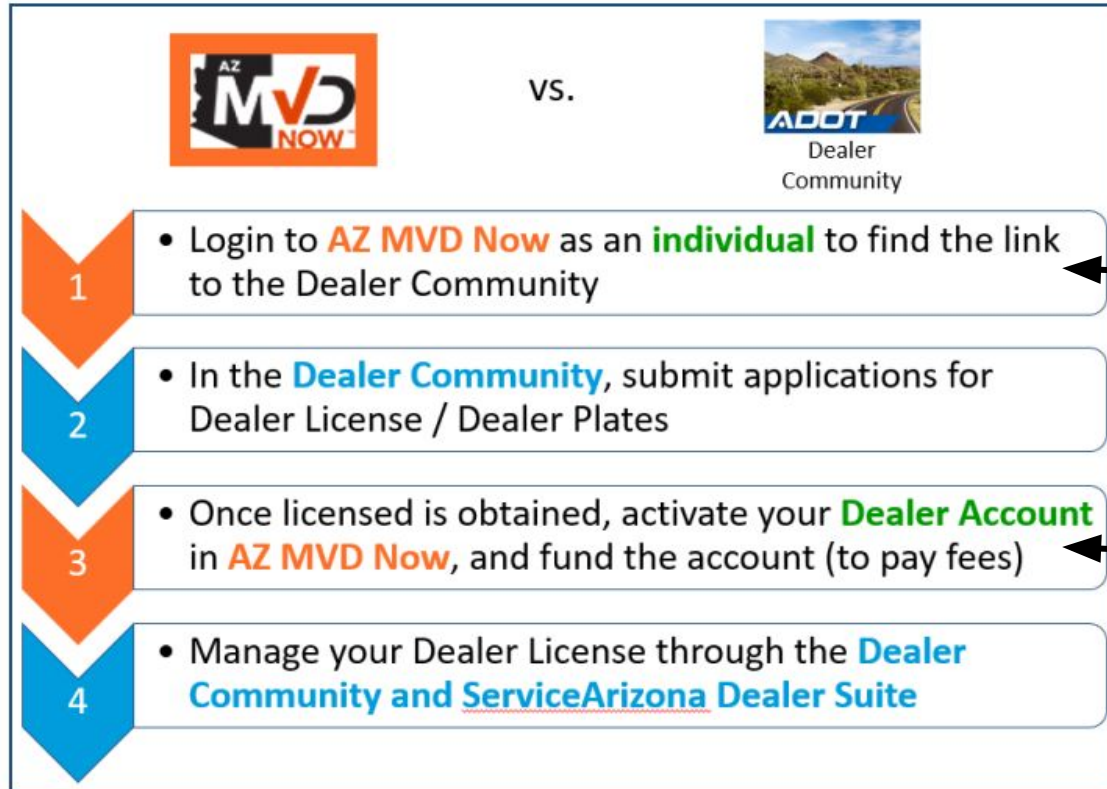 AZ
MVD
NOW™
vs.
ADOT
Dealer
Community
1
• Login to AZ MVD Now as an individual to find the link
to the Dealer Community
2
• In the Dealer Community, submit applications for
Dealer License / Dealer Plates
3
• Once licensed is obtained, activate your Dealer Account
in AZ MVD Now, and fund the account (to pay fees)
4
• Manage your Dealer License through the Dealer
Community and ServiceArizona Dealer Suite